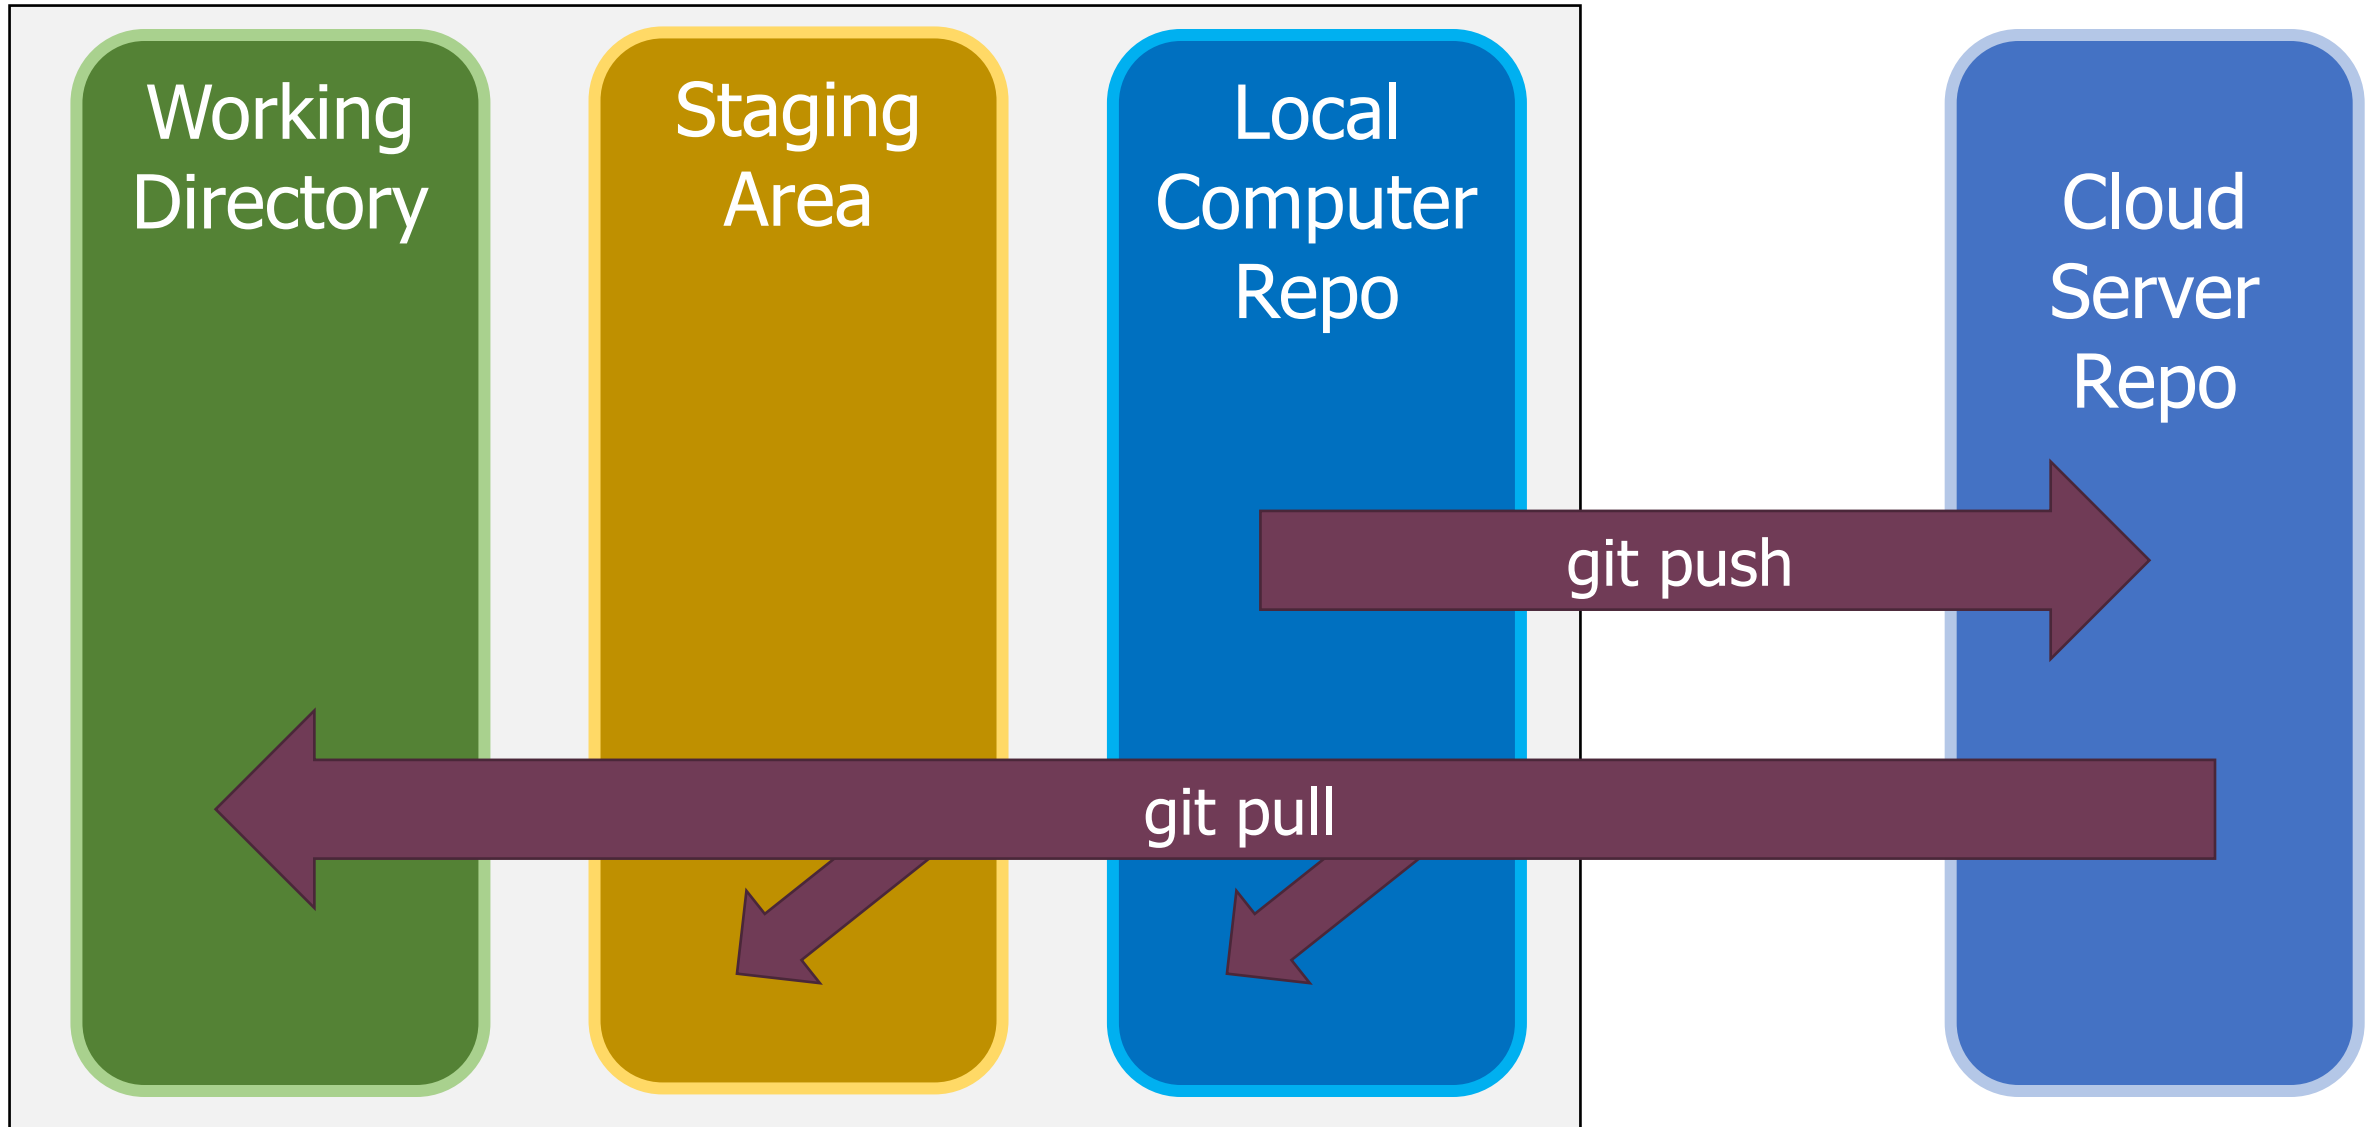 Working
Directory
Staging
Area
Local
Computer
Repo
Cloud
Server
Repo
git push
git pull